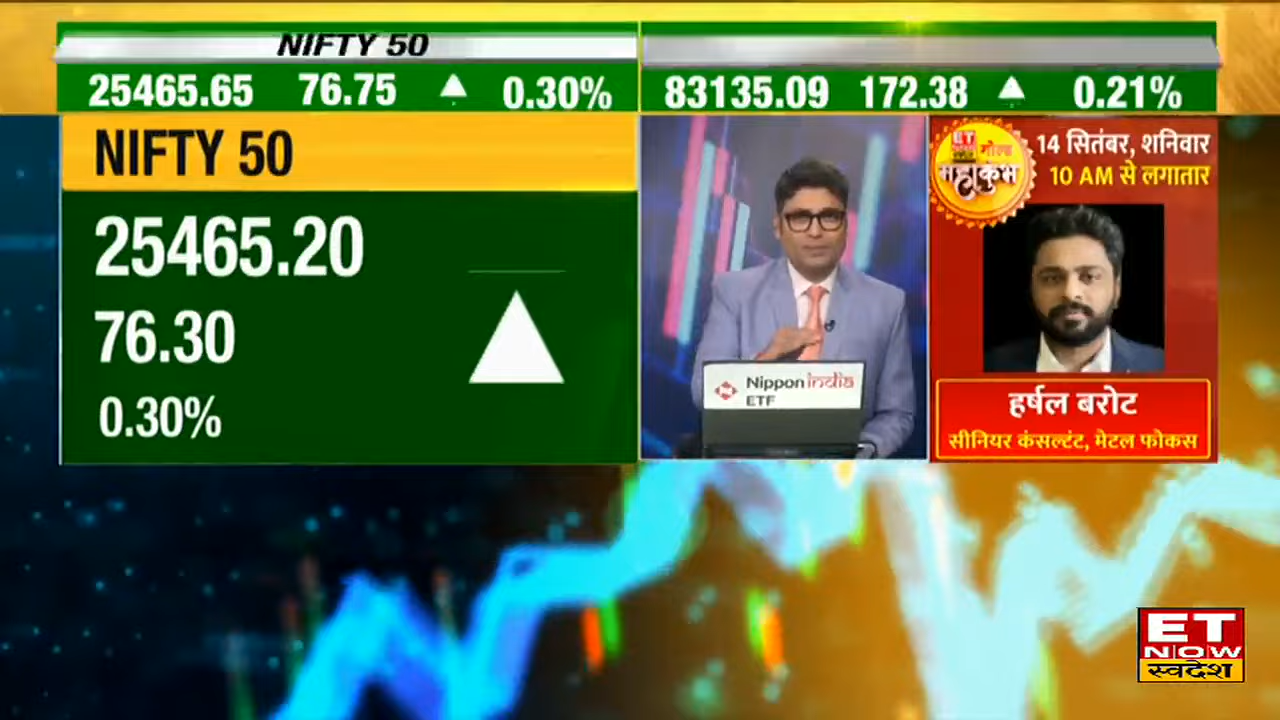 NIFTY 50
25465.65 76.75 0.30%
83135.09 172.38 0.21%
NIFTY 50
25465.20
76.30
0.30%
Nippon india
ETF
ET
NOW
गोल्ड
महाकुंभ
14 सितंबर, शनिवार
10 AM से लगातार
हर्षल बरोट
सीनियर कंसल्टंट, मेटल फोकस
ET
NOW
स्वदेश